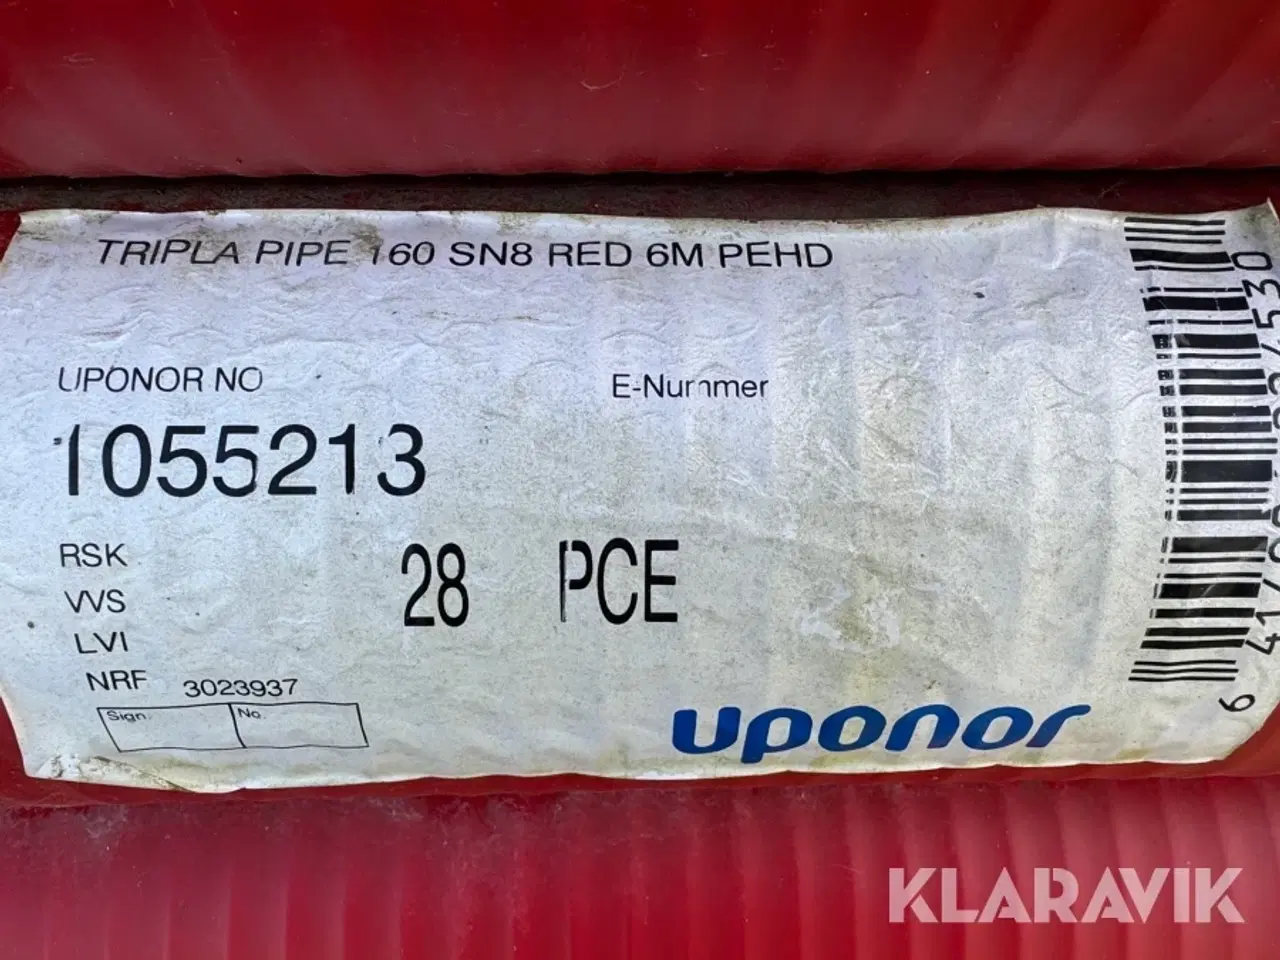 TRIPLA PIPE 160 SN8 RED 6M PEHD
UPONOR NO
E-Nummer
1055213
RSK
28 PCE
VVS
LVI
NRF 3023937
Sign. No.
uponor
KLARAVIK